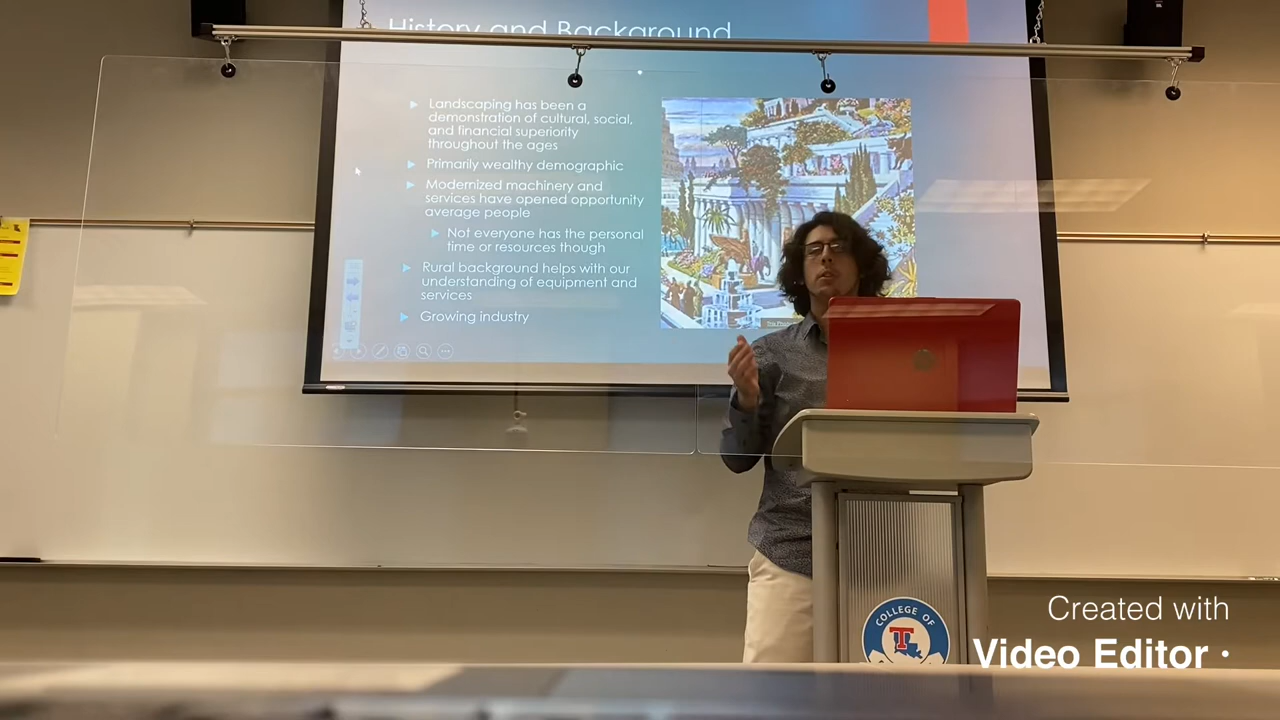 History and Background
Landscaping has been a
demonstration of cultural, social,
and financial superiority
throughout the ages
Primarily wealthy demographic
Modernized machinery and
services have opened opportunity
average people
Not everyone has the personal
time or resources though
Rural background helps with our
understanding of equipment and
services
Growing industry
COLLEGE OF
T
Created with
Video Editor